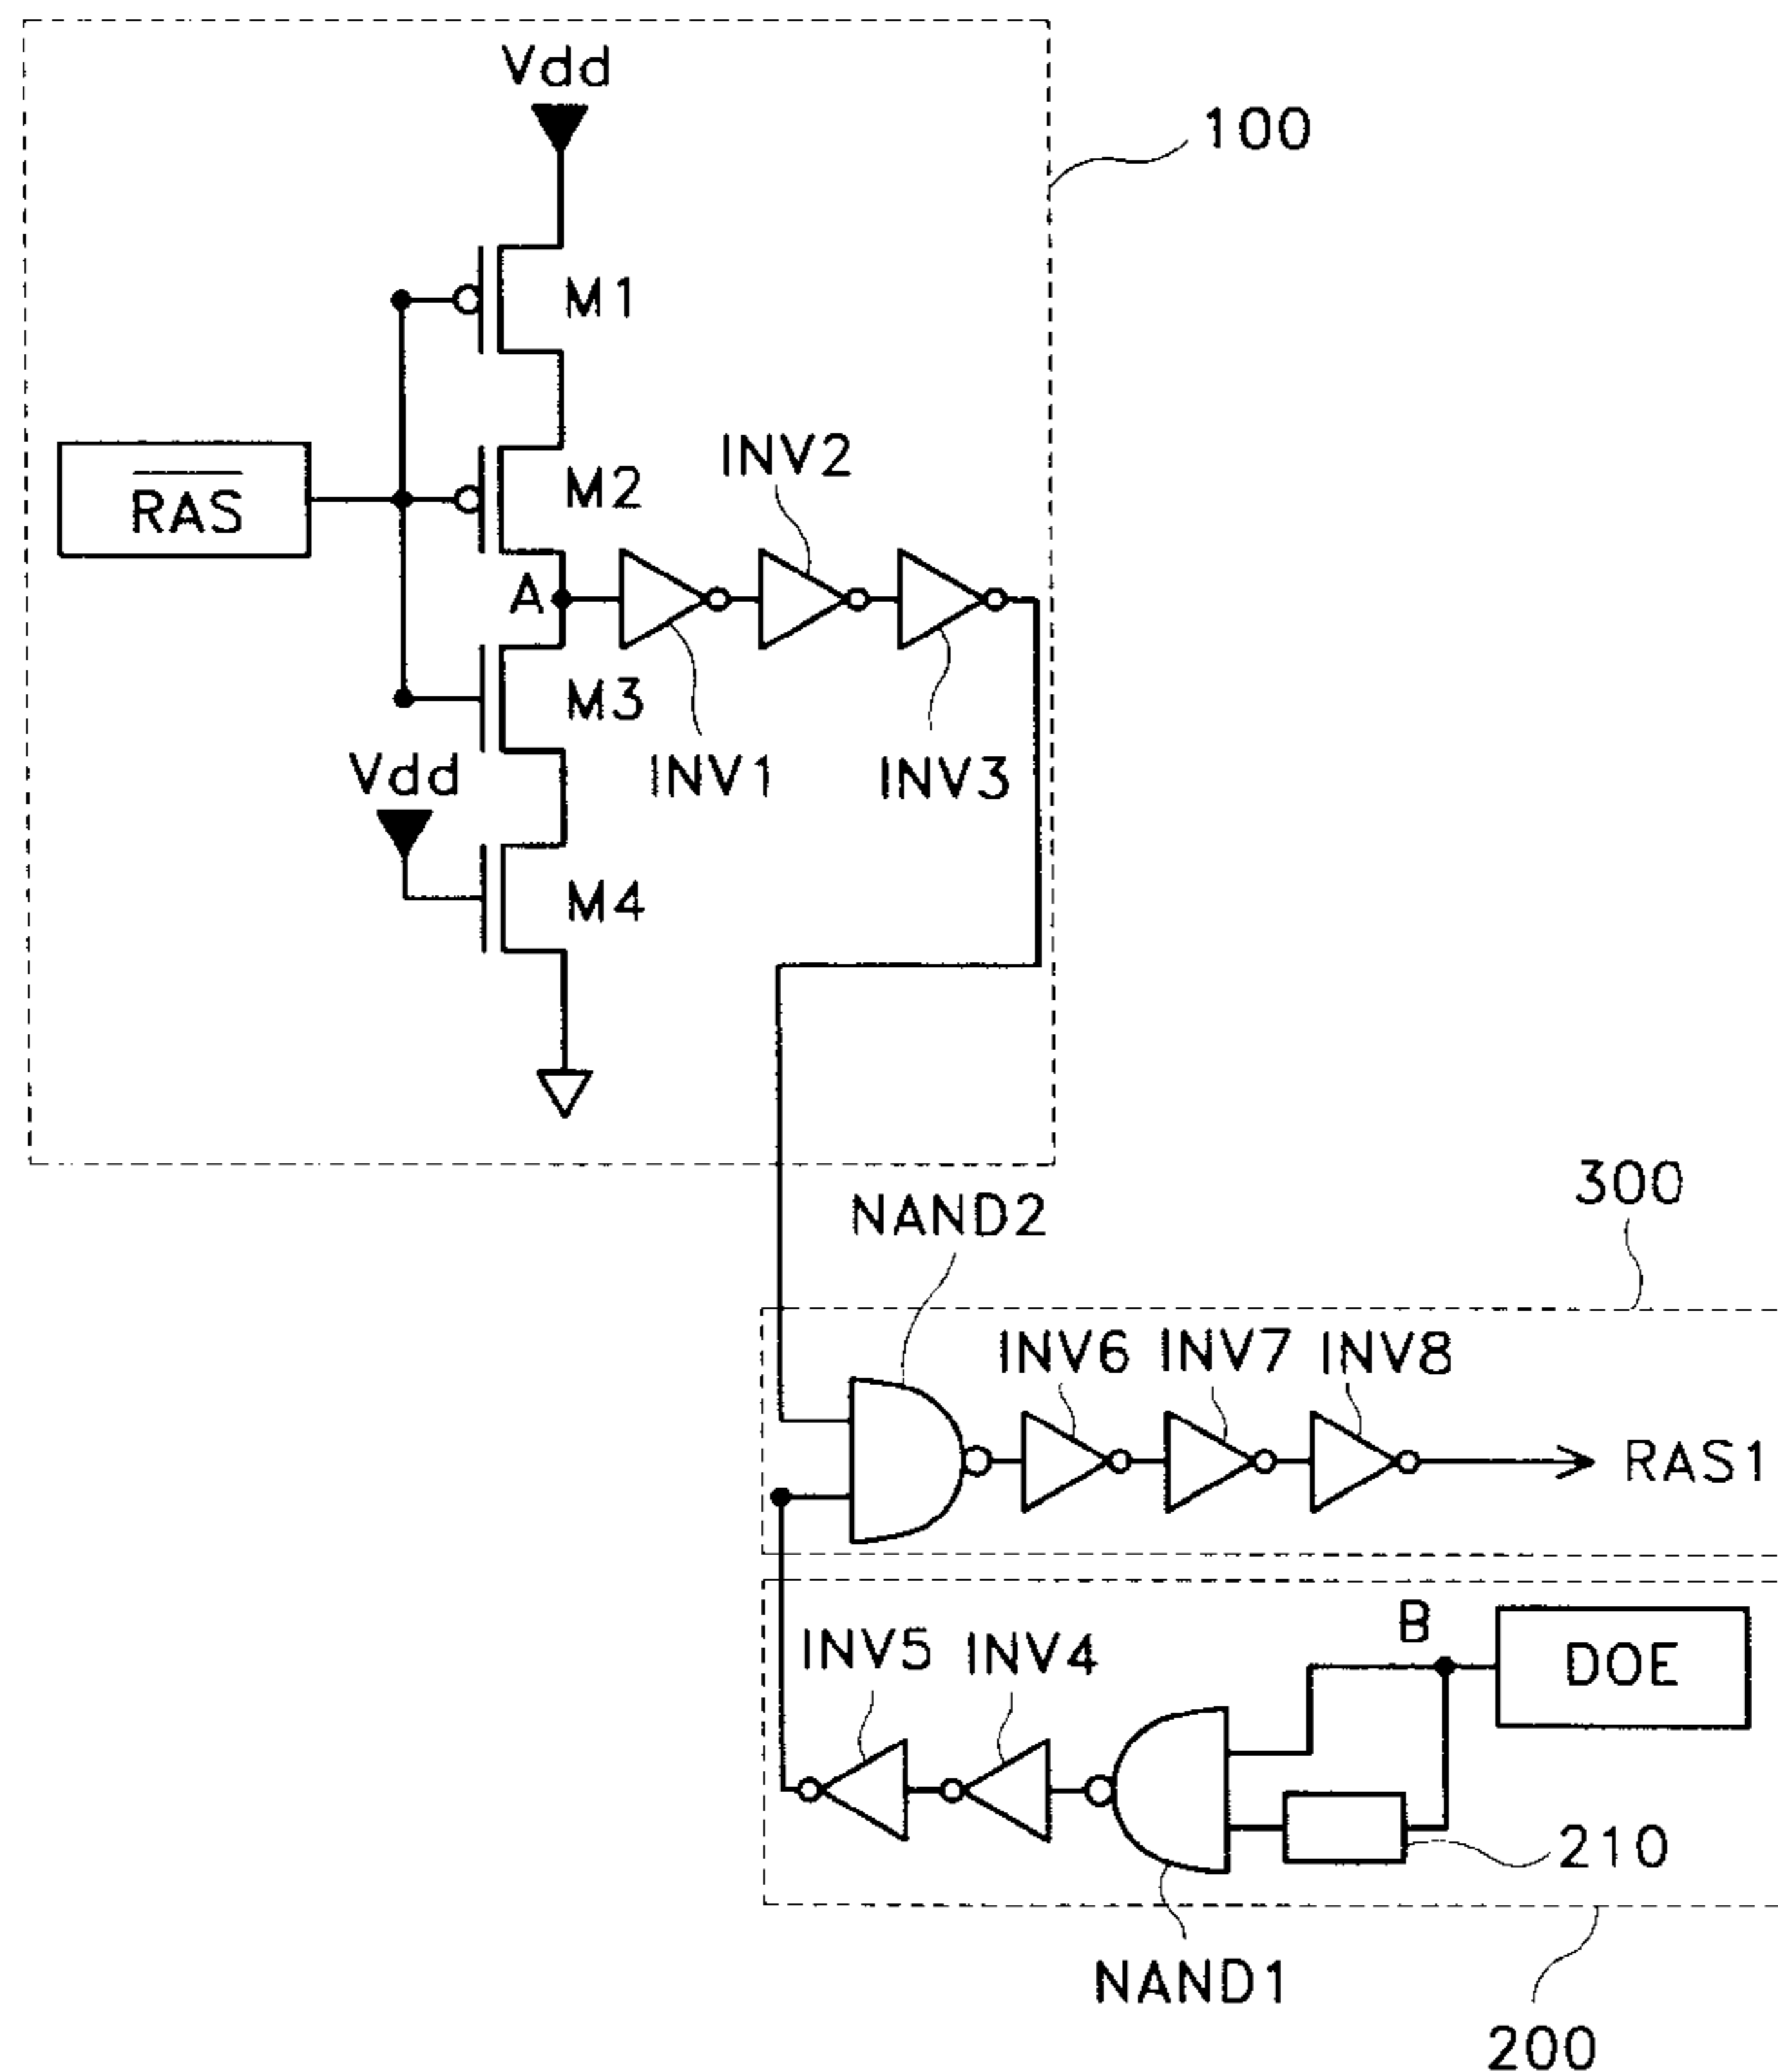 Vdd
100
M1
RAS
M2
INV2
A
M3
INV1
INV3
Vdd
M4
300
NAND2
INV6
INV7
INV8
RAS1
B
DOE
INV5
INV4
210
NAND1
200